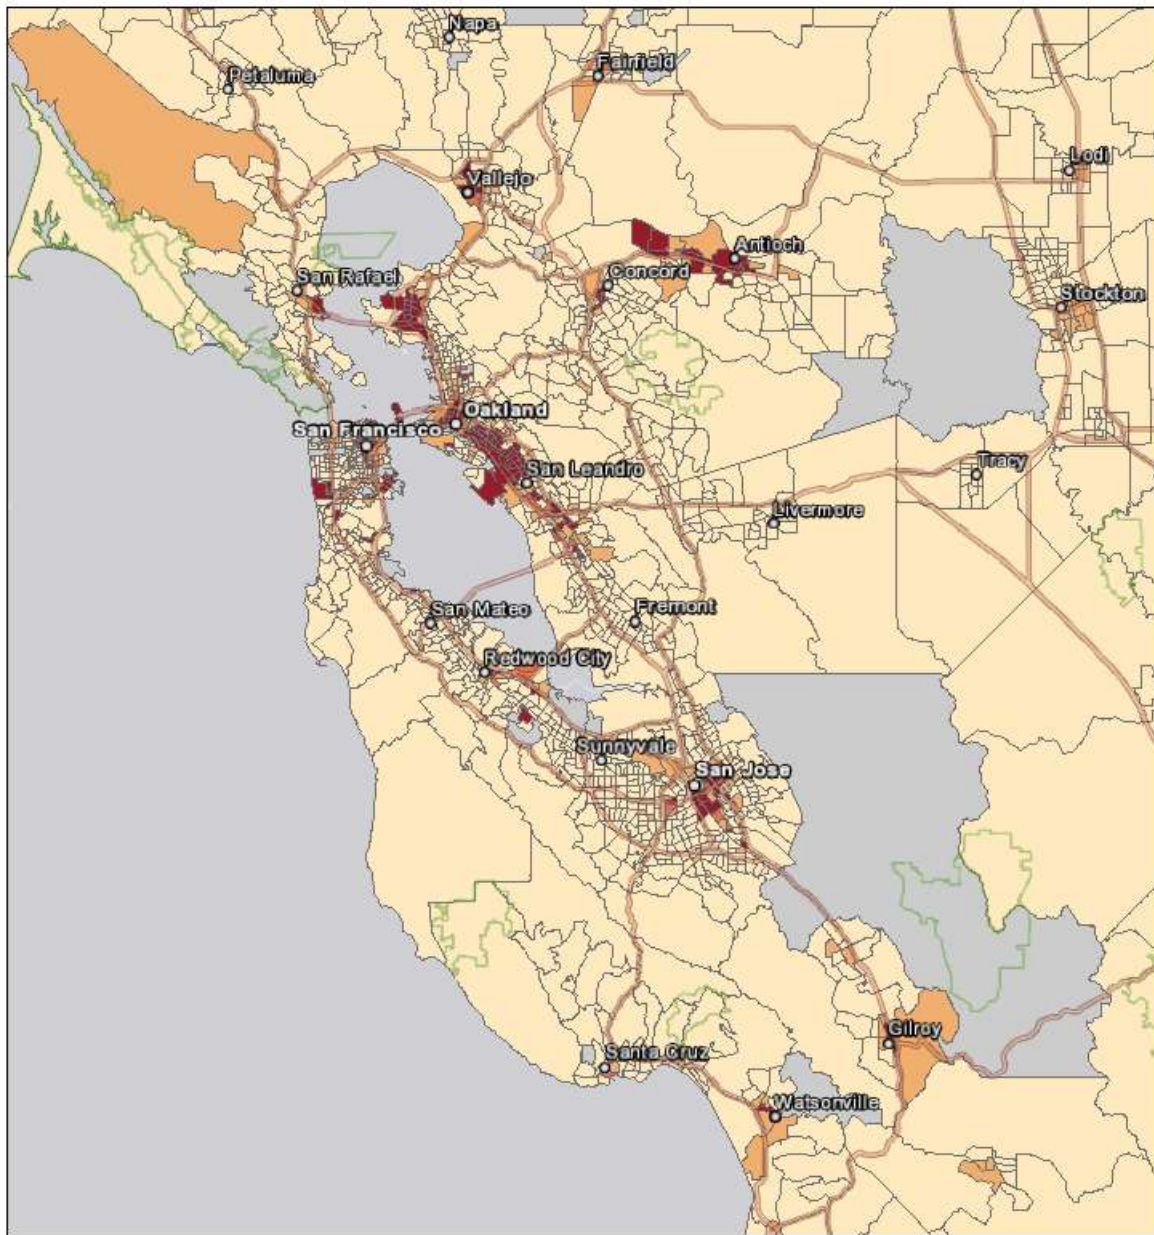 Napa
Fairfield
Petaluma
Lodi
Vallejo
Antioch
Concord
San Rafael
Stockton
Oakland
San Francisco
San Leandro
Tracy
Livermore
San Mateo
Fremont
Redwood City
Sunnyvale
San Jose
Gilroy
Santa Cruz
Watsonville